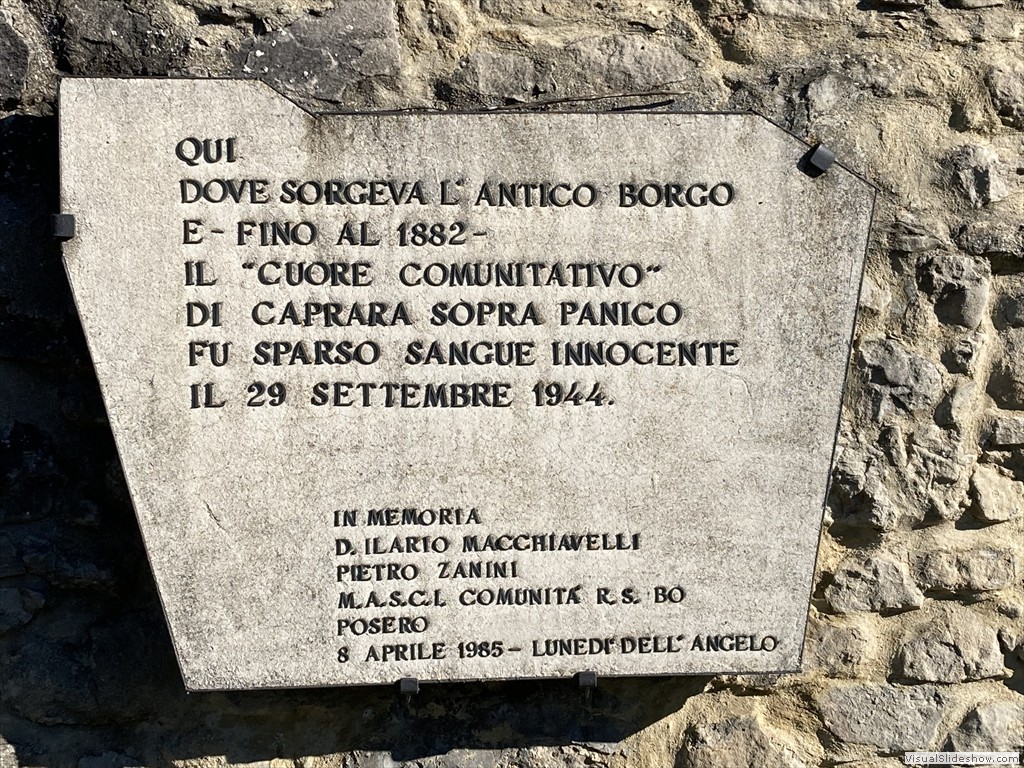 QUI
DOVE SORGEVA L' ANTICO BORGO
E - FINO AL 1882 -
IL "CUORE COMUNITATIVO"
DI CAPRARA SOPRA PANICO
FU SPARSO SANGUE INNOCENTE
IL 29 SETTEMBRE 1944.
IN MEMORIA
D. ILARIO MACCHIAVELLI
PIETRO ZANINI
M.A.S.C.I. COMUNITÁ R.S. BO
POSERO
8 APRILE 1985 - LUNEDI' DELL' ANGELO
VisualSlideshow.com